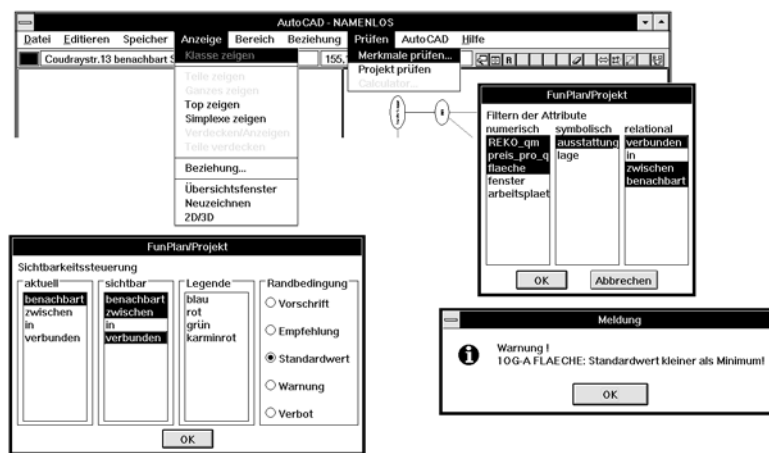 AutoCAD - NAMENLOS
Datei Editieren Speicher Anzeige Bereich Beziehung Prüfen AutoCAD Hilfe
Coudraystr.13 benachbart S
155,
R
Klasse zeigen
Teile zeigen
Ganzes zeigen
Top zeigen
Simplexe zeigen
Verdecken/Anzeigen
Teile verdecken
Beziehung...
Übersichtsfenster
Neuzeichnen
2D/3D
Merkmale prüfen...
Projekt prüfen
Calculator...
FunPlan/Projekt
Filtern der Attribute
numerisch symbolisch relational
REKO_qm ausstattung verbunden
preis_pro_q lage in
flaeche zwischen
fenster benachbart
arbeitsplaet
OK Abbrechen
FunPlan/Projekt
Sichtbarkeitssteuerung
aktuell sichtbar Legende Randbedingung
benachbart benachbart blau Vorschrift
zwischen zwischen rot
in in grün Empfehlung
verbunden verbunden karminrot
Standardwert
Warnung
Verbot
OK
Meldung
Warnung !
1OG-A FLAECHE: Standardwert kleiner als Minimum!
OK